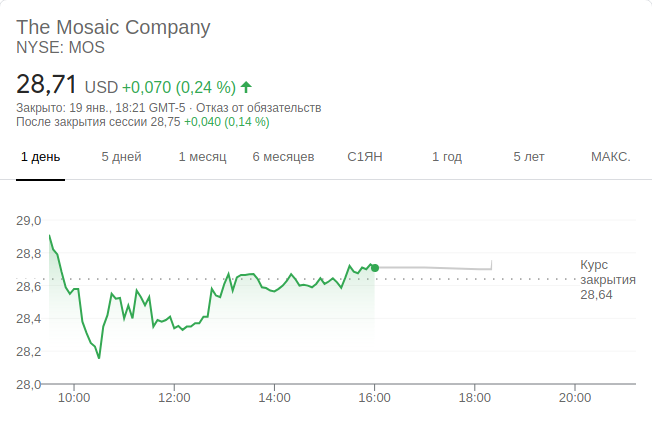 The Mosaic Company
NYSE: MOS
28,71 USD +0,070 (0,24 %)
Закрыто: 19 янв., 18:21 GMT-5 · Отказ от обязательств
После закрытия сессии 28,75 +0,040 (0,14 %)
1 день 5 дней 1 месяц 6 месяцев С1ЯН 1 год 5 лет МАКС.
29,0
28,8
28,6
28,4
28,2
28,0
Курс
закрытия
28,64
10:00 12:00 14:00 16:00 18:00 20:00